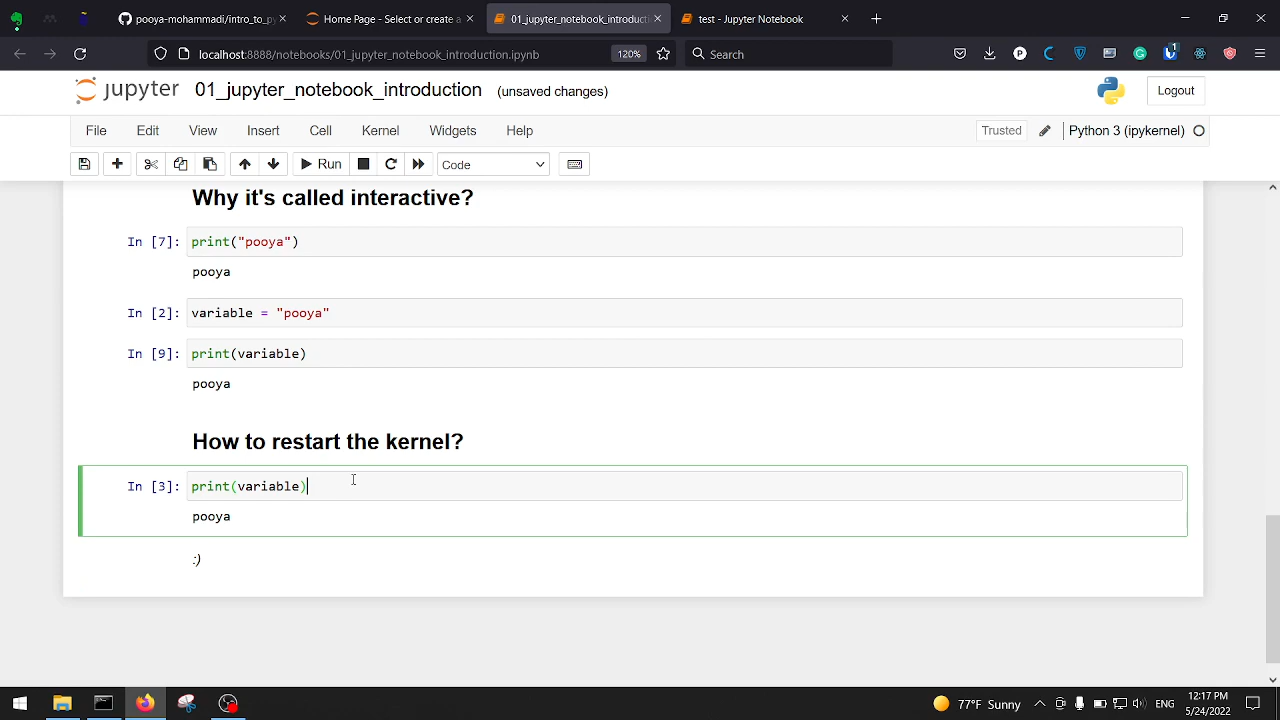 pooya-mohammadi/intro_to_py
Home Page - Select or create a
01_jupyter_notebook_introducti
test - Jupyter Notebook
localhost:8888/notebooks/01_jupyter_notebook_introduction.ipynb
120%
Search
jupyter 01_jupyter_notebook_introduction (unsaved changes)
Logout
File Edit View Insert Cell Kernel Widgets Help
Trusted
Python 3 (ipykernel)
Run
Code
Why it's called interactive?
In [7]: print("pooya")
pooya
In [2]: variable = "pooya"
In [9]: print(variable)
pooya
How to restart the kernel?
In [3]: print(variable)
pooya
:)
77°F Sunny
ENG
12:17 PM
5/24/2022